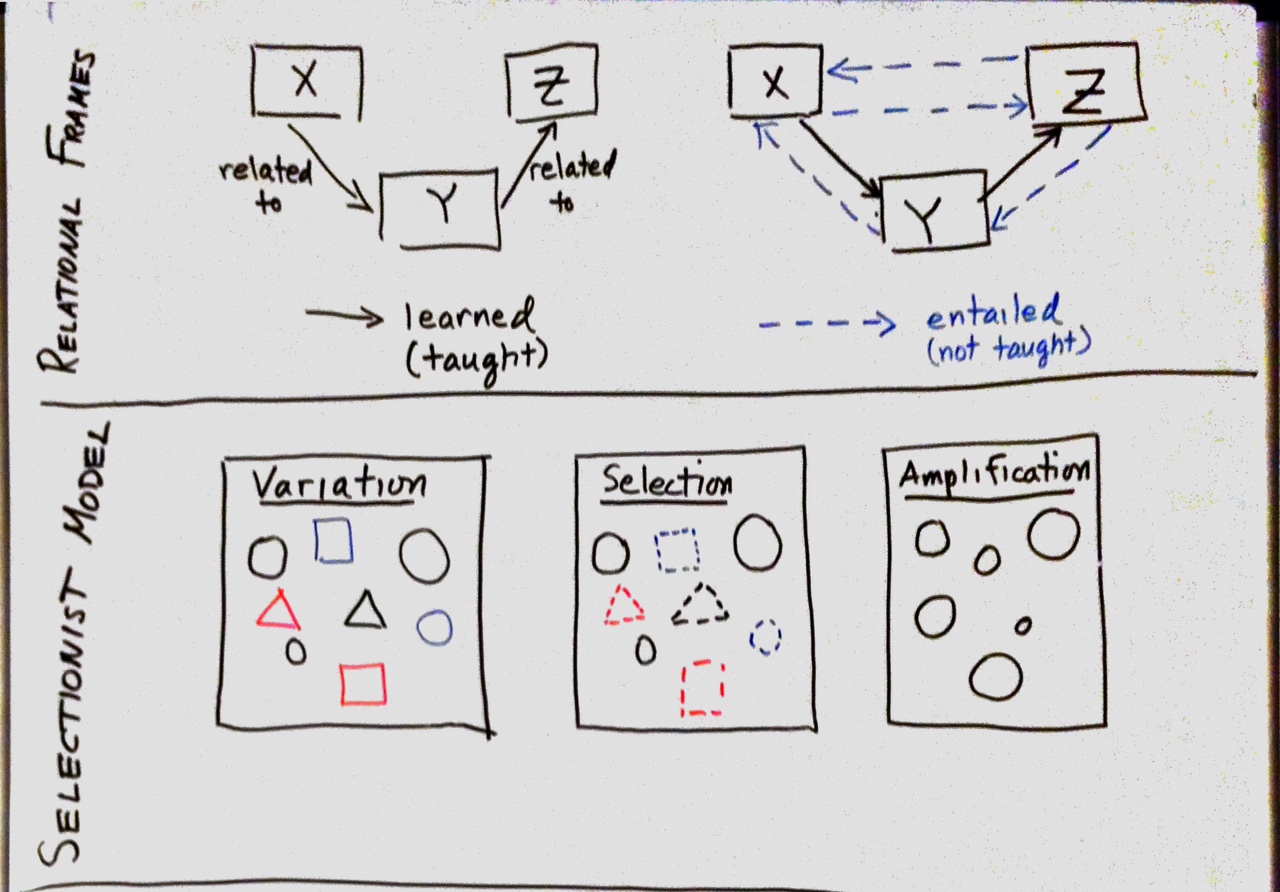 RELATIONAL FRAMES
X
Z
related
to
Y
related
to
learned
(taught)
X
Z
Y
entailed
(not taught)
SELECTIONIST MODEL
Variation
Selection
Amplification